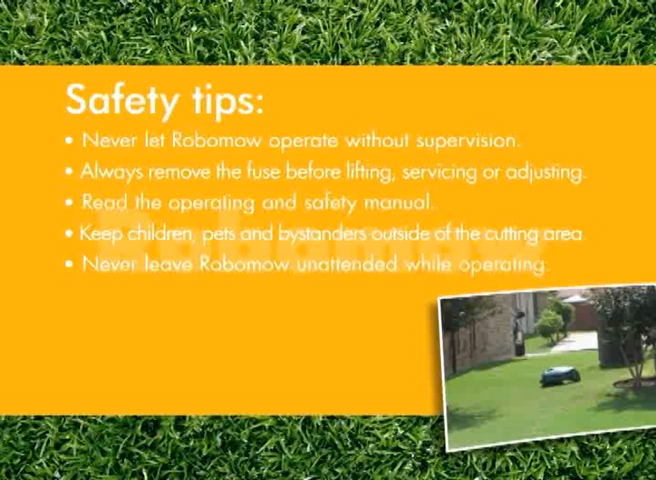 Safety tips:
• Never let Robomow operate without supervision.
• Always remove the fuse before lifting, servicing or adjusting.
• Read the operating and safety manual.
• Keep children, pets and bystanders outside of the cutting area.
• Never leave Robomow unattended while operating.